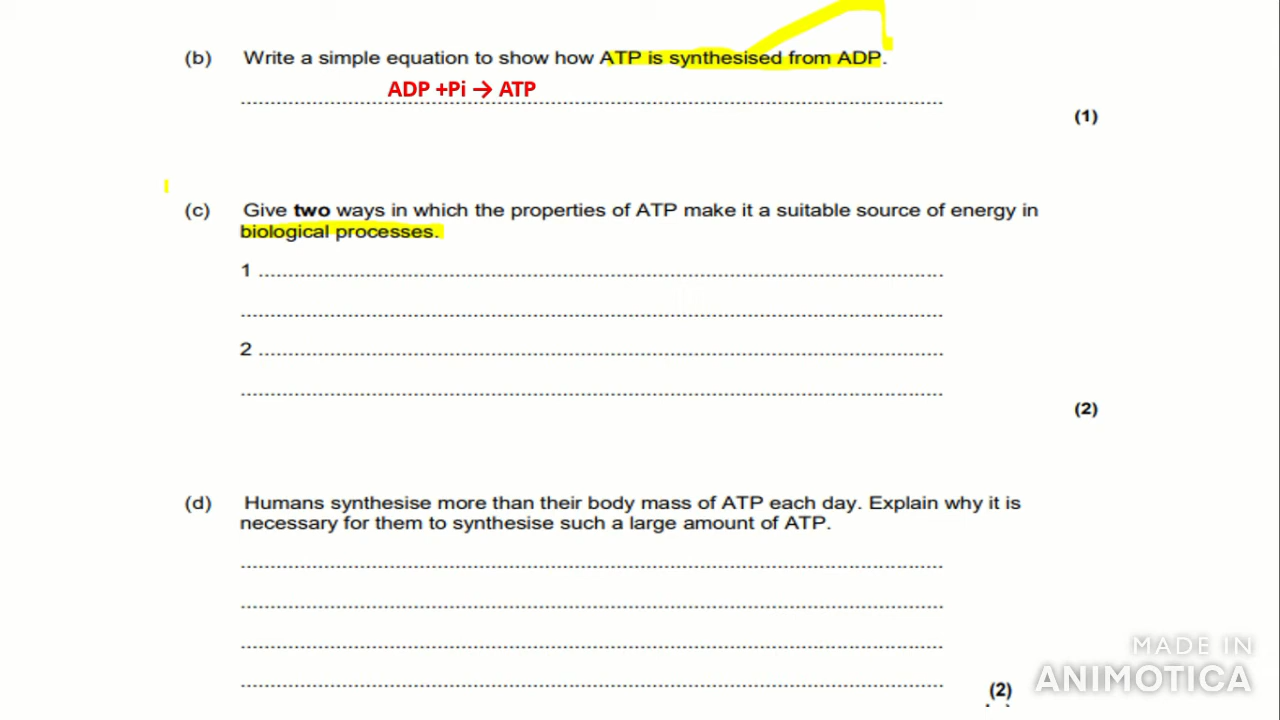 (b) Write a simple equation to show how ATP is synthesised from ADP.
ADP +Pi → ATP
(1)
(c) Give two ways in which the properties of ATP make it a suitable source of energy in
biological processes.
1
2
(2)
(d) Humans synthesise more than their body mass of ATP each day. Explain why it is
necessary for them to synthesise such a large amount of ATP.
(2)
MADE IN
ANIMOTICA